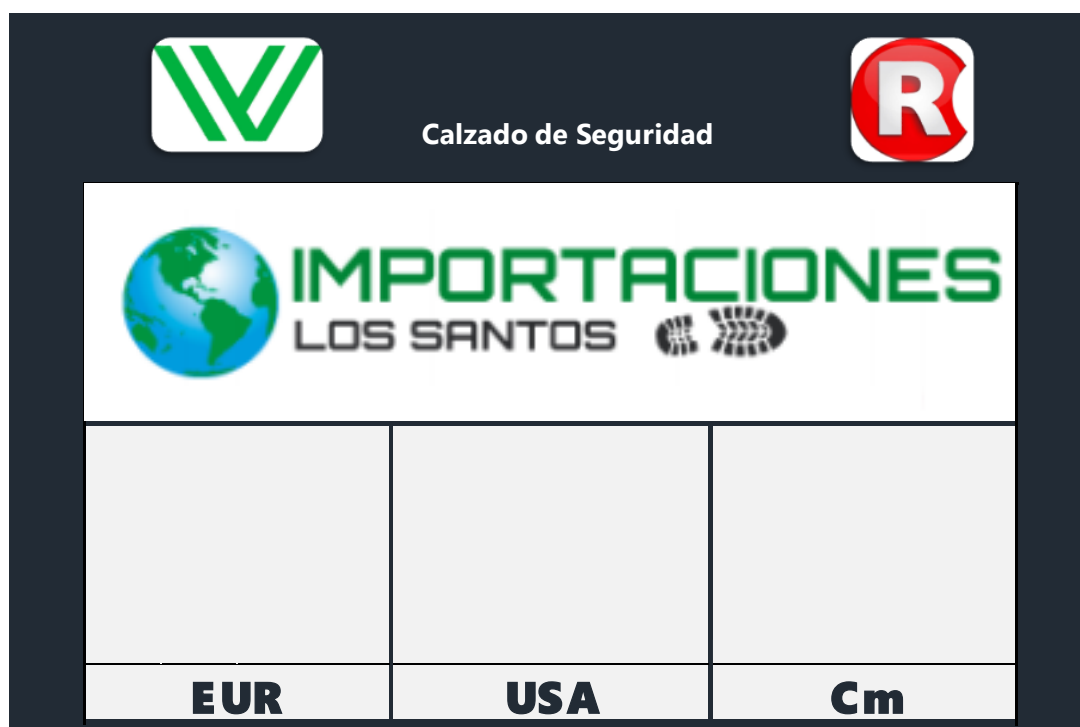 Calzado de Seguridad
R
IMPORTACIONES
LOS SANTOS
EUR USA Cm